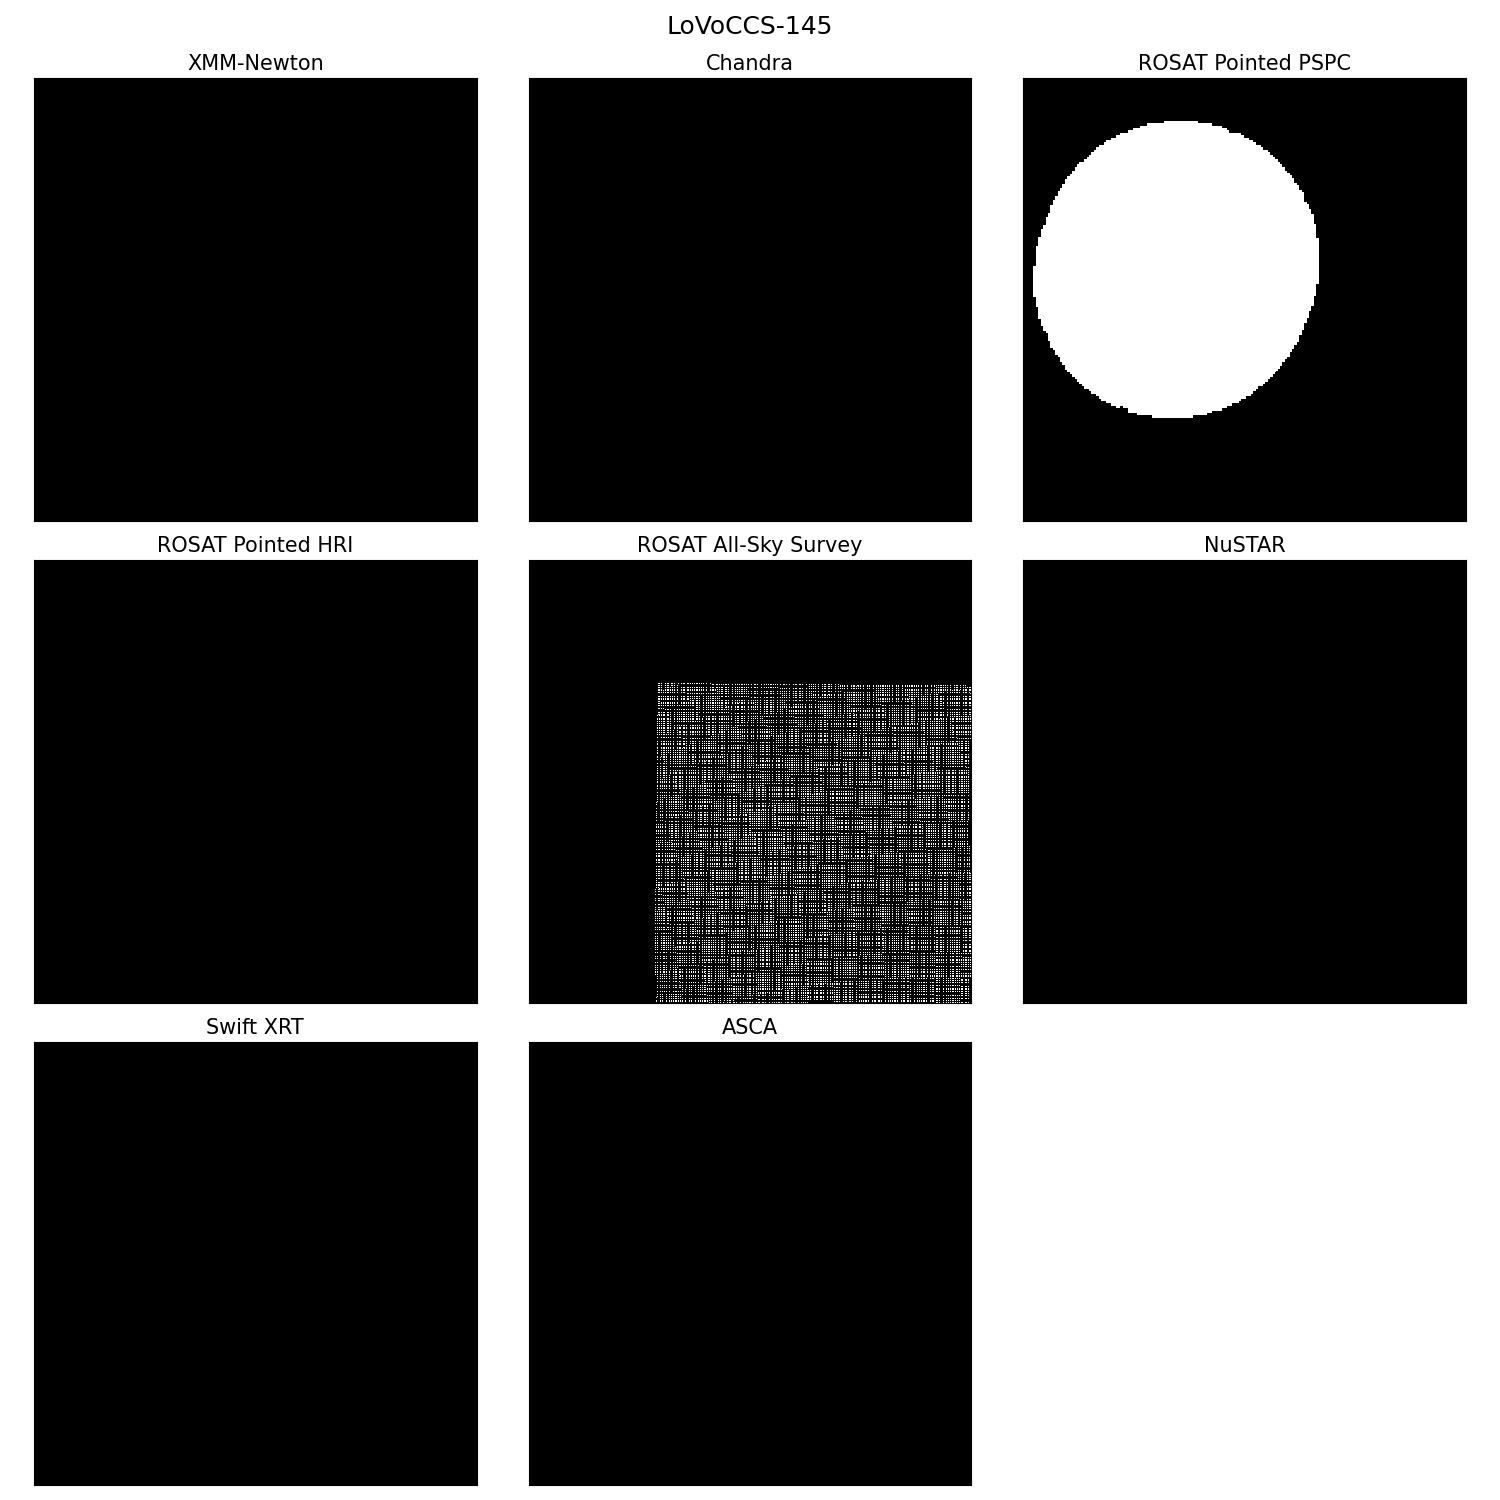 LoVoCCS-145
XMM-Newton
Chandra
ROSAT Pointed PSPC
ROSAT Pointed HRI
ROSAT All-Sky Survey
NuSTAR
Swift XRT
ASCA